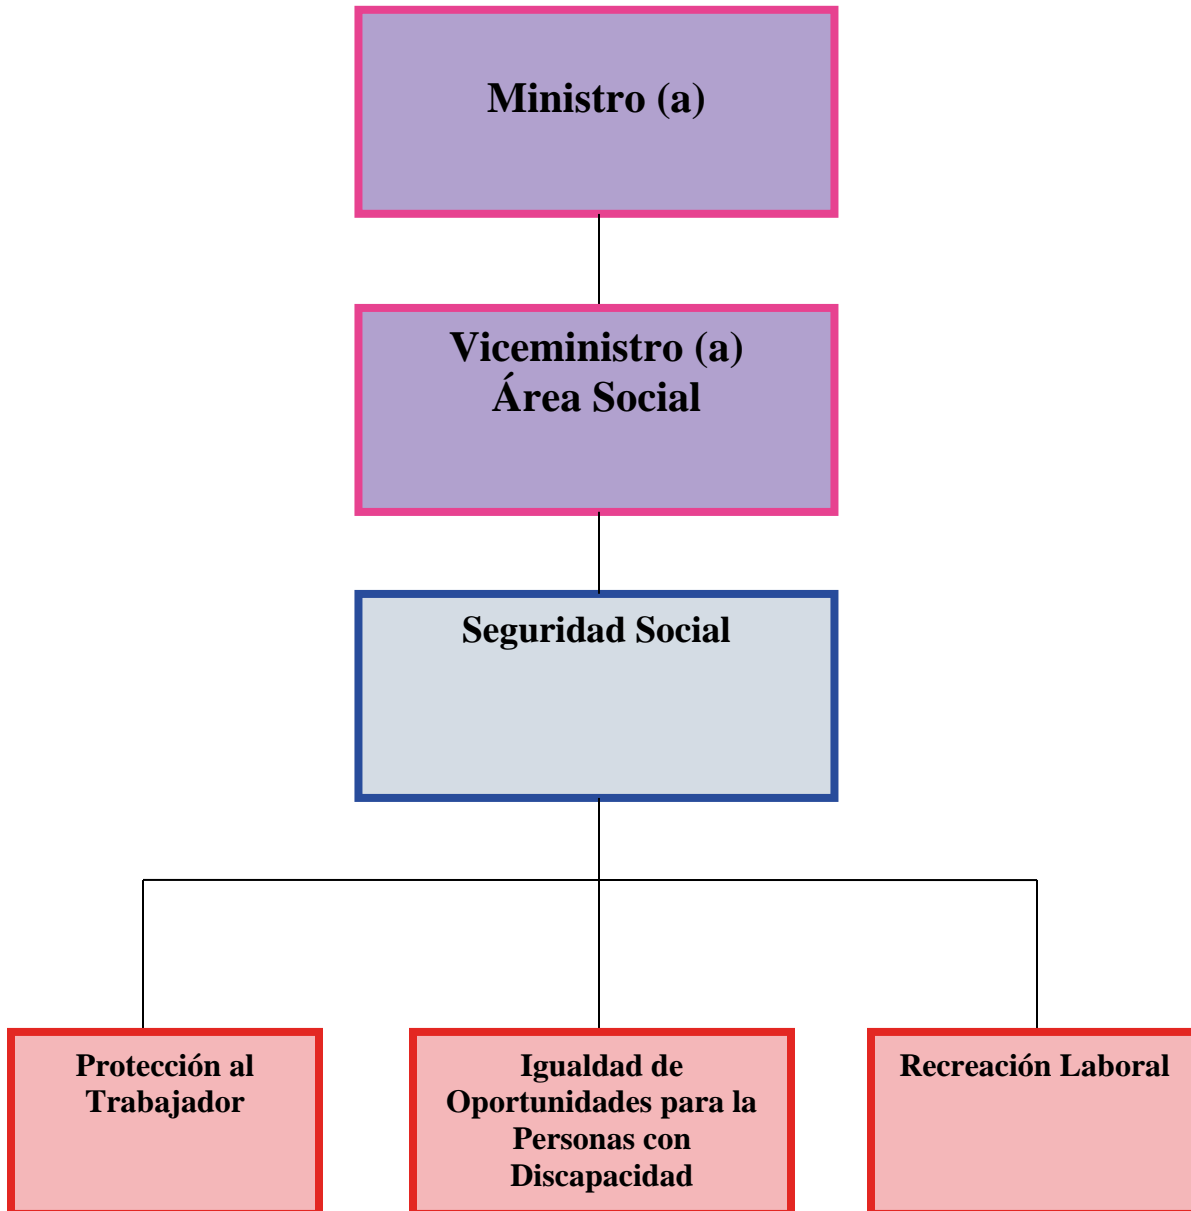 Ministro (a)
Viceministro (a)
Área Social
Seguridad Social
Protección al
Trabajador
Igualdad de
Oportunidades para la
Personas con
Discapacidad
Recreación Laboral